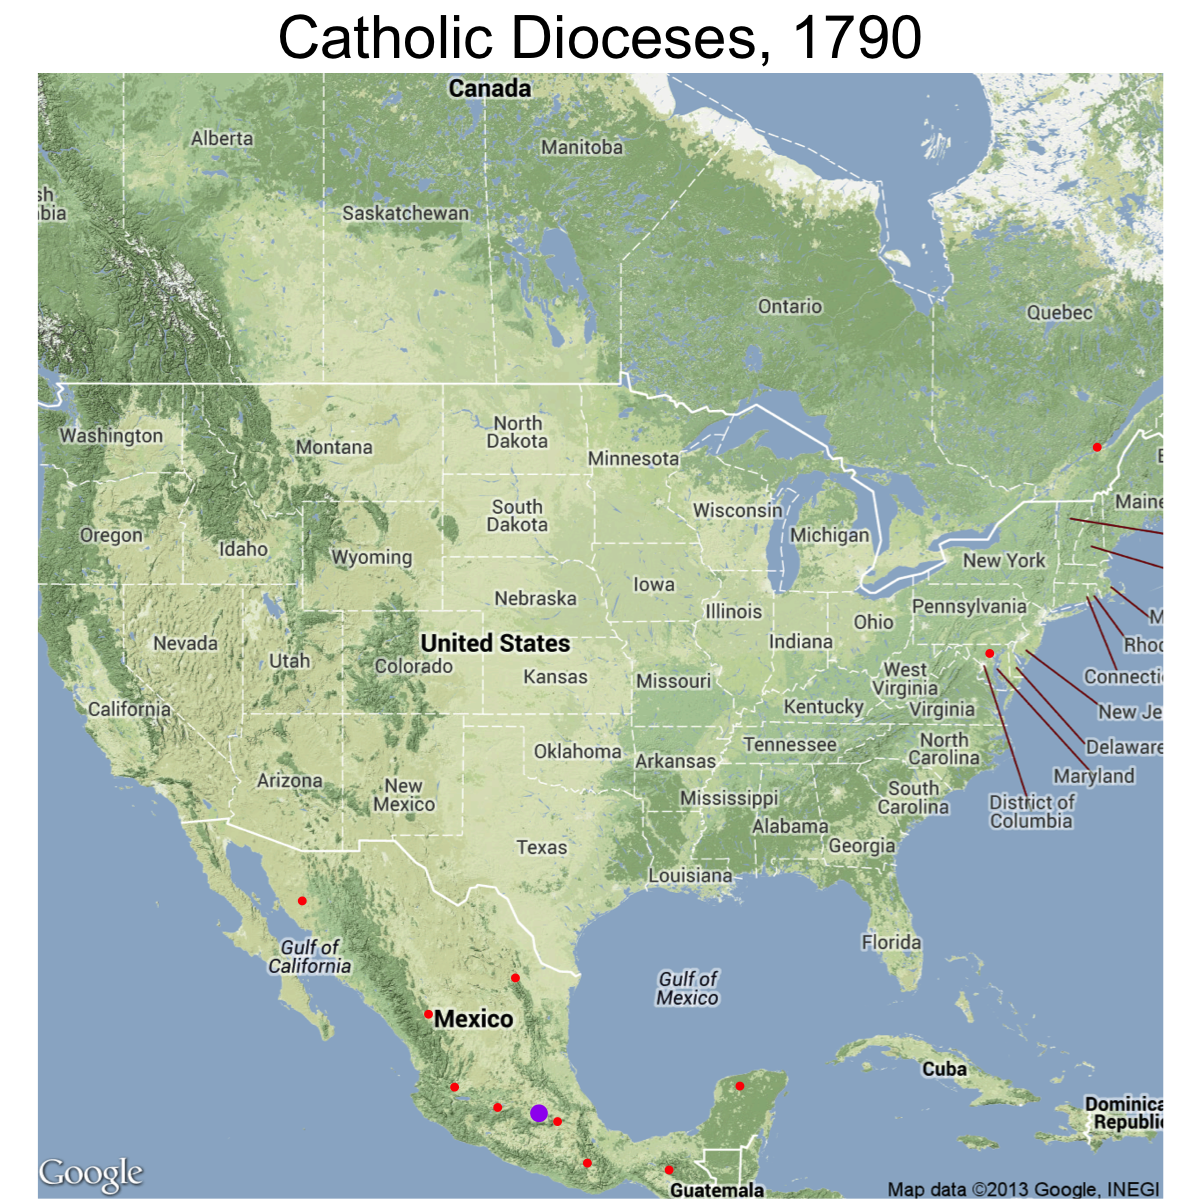 Catholic Dioceses, 1790
Canada
Alberta
Manitoba
sh
bia
Saskatchewan
Ontario
Quebec
Washington
Montana
North
Dakota
Minnesota
Maine
Oregon
Idaho
Wyoming
South
Dakota
Wisconsin
Michigan
New York
Nebraska
Iowa
Illinois
Indiana
Ohio
Pennsylvania
M
Rhod
Connecti
Nevada
Utah
United States
Colorado
Kansas
Missouri
West
Virginia
Virginia
Kentucky
New Je
California
Oklahoma
Arkansas
Tennessee
North
Carolina
Delaware
Maryland
Arizona
New
Mexico
Mississippi
South
Carolina
District of
Columbia
Alabama
Georgia
Texas
Louisiana
Florida
Gulf of
California
Gulf of
Mexico
Mexico
Cuba
Dominica
Republi
Google
Guatemala
Map data ©2013 Google, INEGI